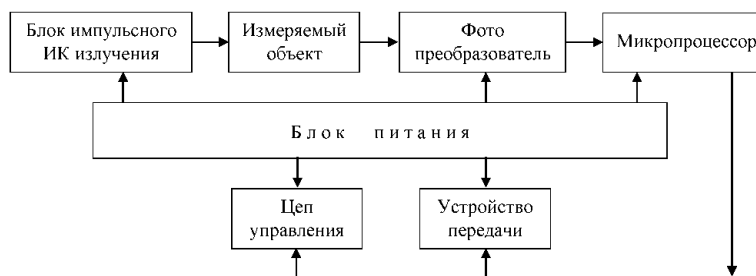 Блок импульсного
ИК излучения
Измеряемый
объект
Фото
преобразователь
Микропроцессор
Блок питания
Цеп
управления
Устройство
передачи